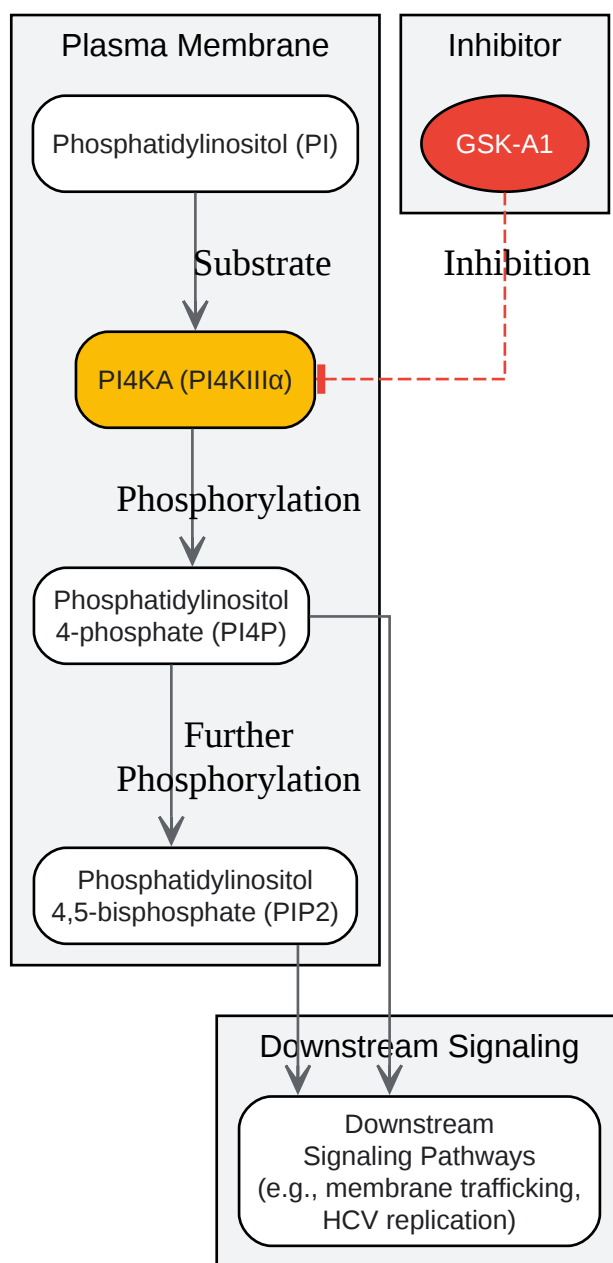 Plasma Membrane
Inhibitor
Phosphatidylinositol (PI)
GSK-A1
Substrate
Inhibition
PI4KA (PI4KIIIα)
Phosphorylation
Phosphatidylinositol
4-phosphate (PI4P)
Further
Phosphorylation
Phosphatidylinositol
4,5-bisphosphate (PIP2)
Downstream Signaling
Downstream
Signaling Pathways
(e.g., membrane trafficking,
HCV replication)